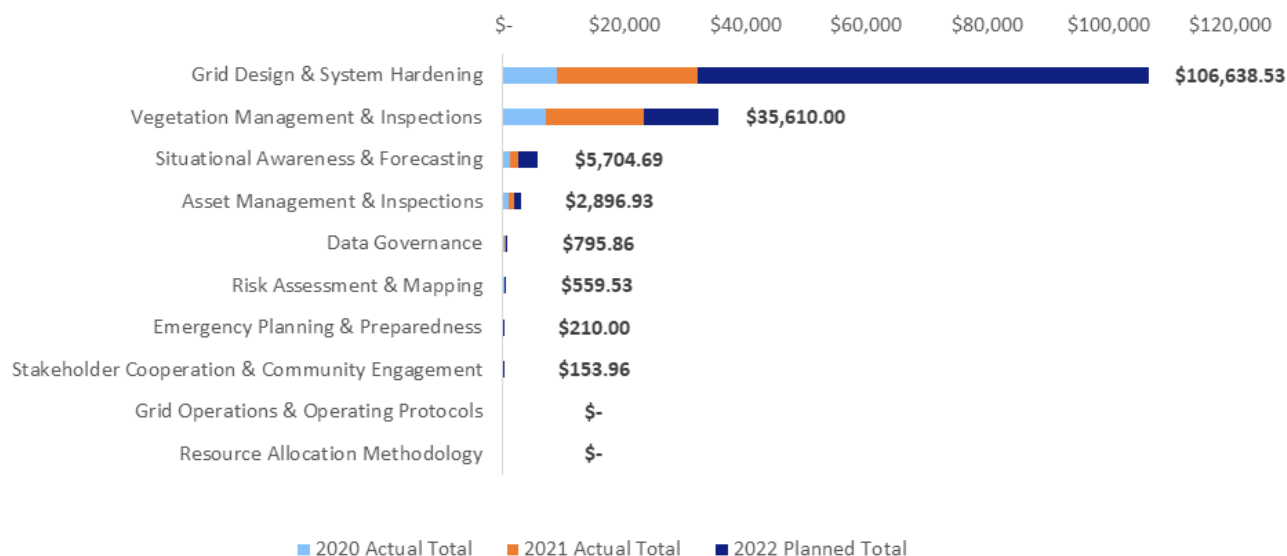 $- $20,000 $40,000 $60,000 $80,000 $100,000 $120,000
Grid Design & System Hardening $106,638.53
Vegetation Management & Inspections $35,610.00
Situational Awareness & Forecasting $5,704.69
Asset Management & Inspections $2,896.93
Data Governance $795.86
Risk Assessment & Mapping $559.53
Emergency Planning & Preparedness $210.00
Stakeholder Cooperation & Community Engagement $153.96
Grid Operations & Operating Protocols $-
Resource Allocation Methodology $-
2020 Actual Total 2021 Actual Total 2022 Planned Total